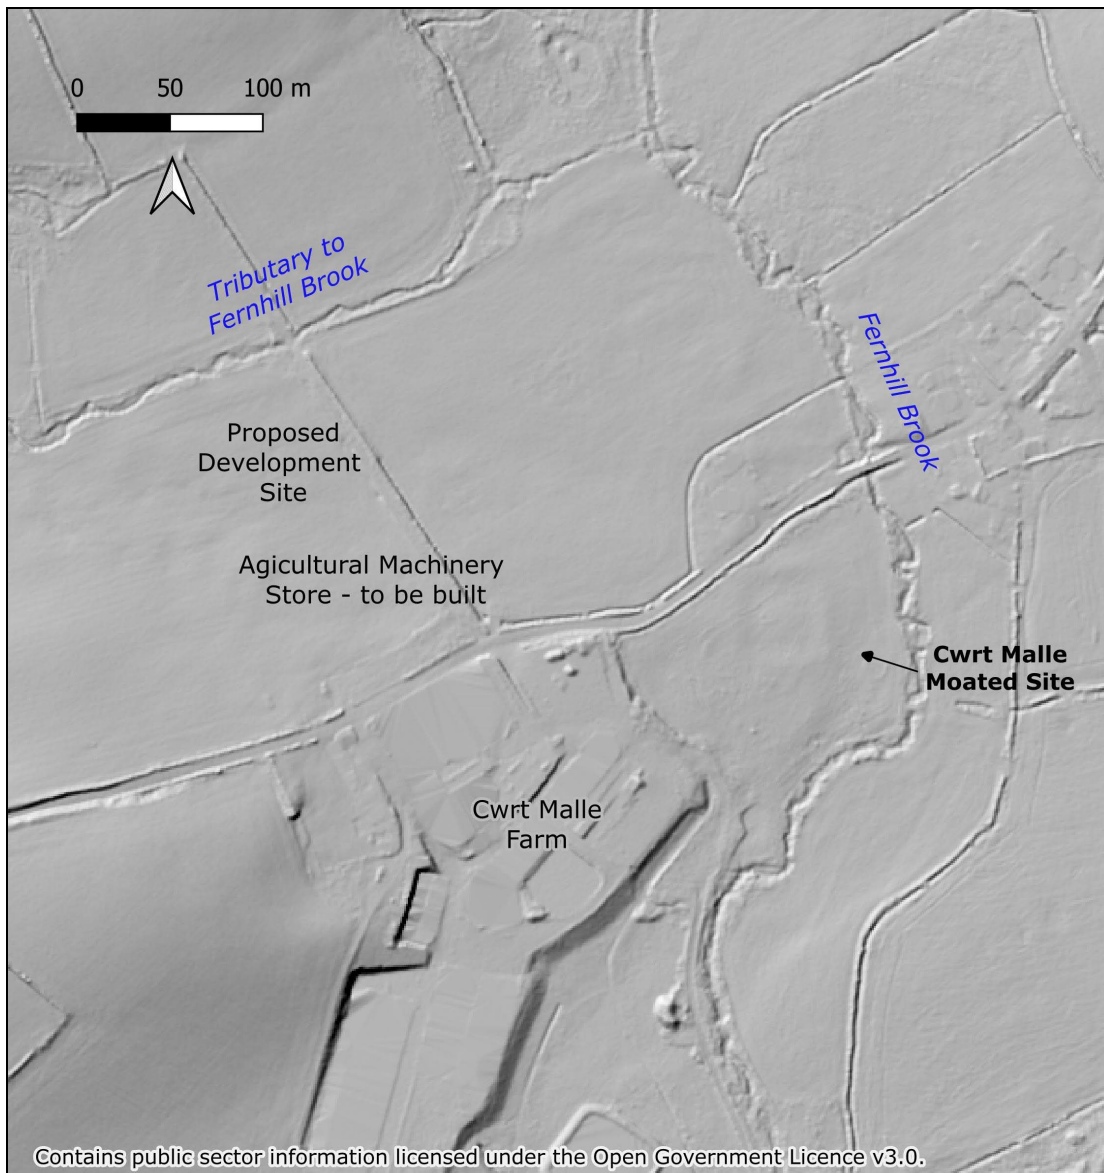 0 50 100 m
Tributary to
Fernhill Brook
Fernhill Brook
Proposed
Development
Site
Agicultural Machinery
Store - to be built
Cwrt Malle
Moated Site
Cwrt Malle
Farm
Contains public sector information licensed under the Open Government Licence v3.0.